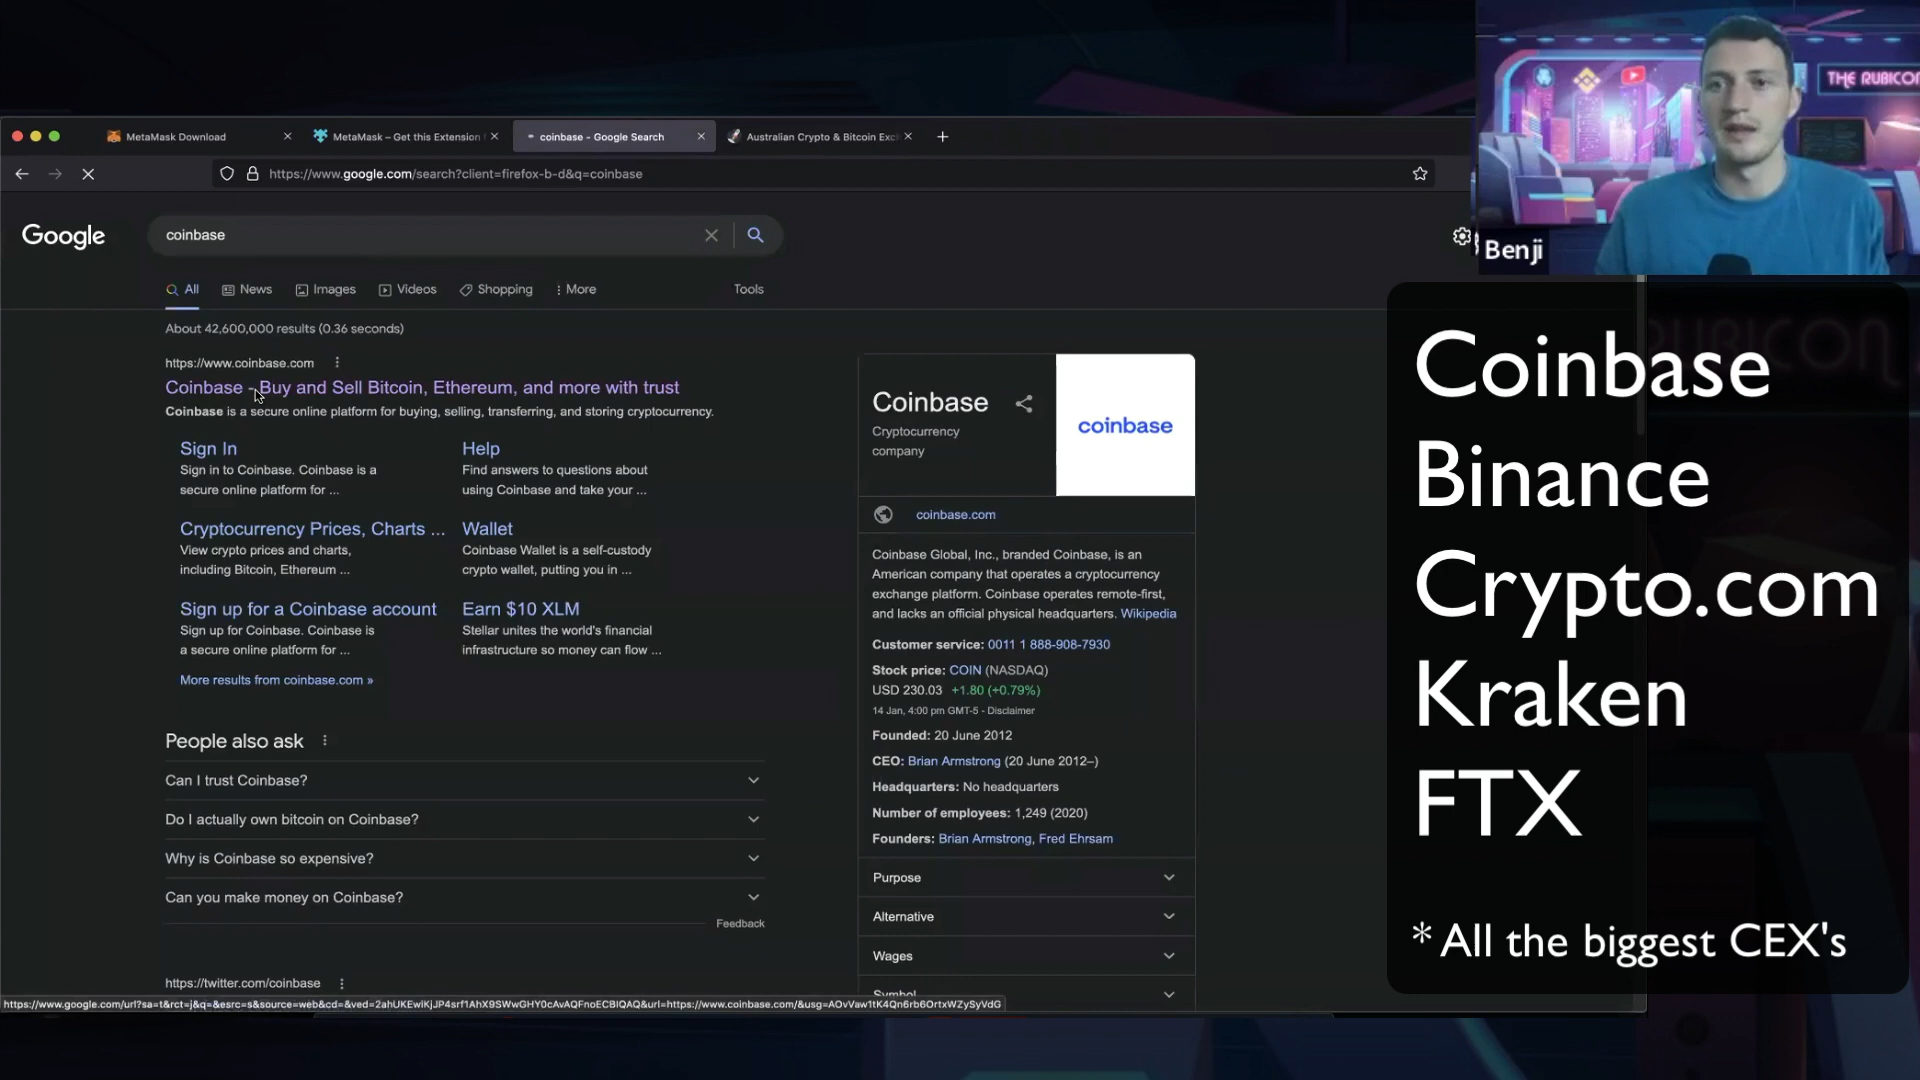 MetaMask Download
MetaMask – Get this Extension f
coinbase - Google Search
Australian Crypto & Bitcoin Exc
https://www.google.com/search?client=firefox-b-d&q=coinbase
THE RUBICON
Benji
Google
coinbase
All
News
Images
Videos
Shopping
More
Tools
About 42,600,000 results (0.36 seconds)
https://www.coinbase.com
Coinbase - Buy and Sell Bitcoin, Ethereum, and more with trust
Coinbase is a secure online platform for buying, selling, transferring, and storing cryptocurrency.
Sign In
Sign in to Coinbase. Coinbase is a
secure online platform for ...
Help
Find answers to questions about
using Coinbase and take your ...
Cryptocurrency Prices, Charts ...
View crypto prices and charts,
including Bitcoin, Ethereum ...
Wallet
Coinbase Wallet is a self-custody
crypto wallet, putting you in ...
Sign up for a Coinbase account
Sign up for Coinbase. Coinbase is
a secure online platform for ...
Earn $10 XLM
Stellar unites the world's financial
infrastructure so money can flow ...
More results from coinbase.com »
People also ask
Can I trust Coinbase?
Do I actually own bitcoin on Coinbase?
Why is Coinbase so expensive?
Can you make money on Coinbase?
Feedback
https://twitter.com/coinbase
Coinbase
Cryptocurrency
company
coinbase
coinbase.com
Coinbase Global, Inc., branded Coinbase, is an
American company that operates a cryptocurrency
exchange platform. Coinbase operates remote-first,
and lacks an official physical headquarters. Wikipedia
Customer service: 0011 1 888-908-7930
Stock price: COIN (NASDAQ)
USD 230.03 +1.80 (+0.79%)
14 Jan, 4:00 pm GMT-5 - Disclaimer
Founded: 20 June 2012
CEO: Brian Armstrong (20 June 2012–)
Headquarters: No headquarters
Number of employees: 1,249 (2020)
Founders: Brian Armstrong, Fred Ehrsam
Purpose
Alternative
Wages
Symbol
RUBICON
Coinbase
Binance
Crypto.com
Kraken
FTX
* All the biggest CEX's